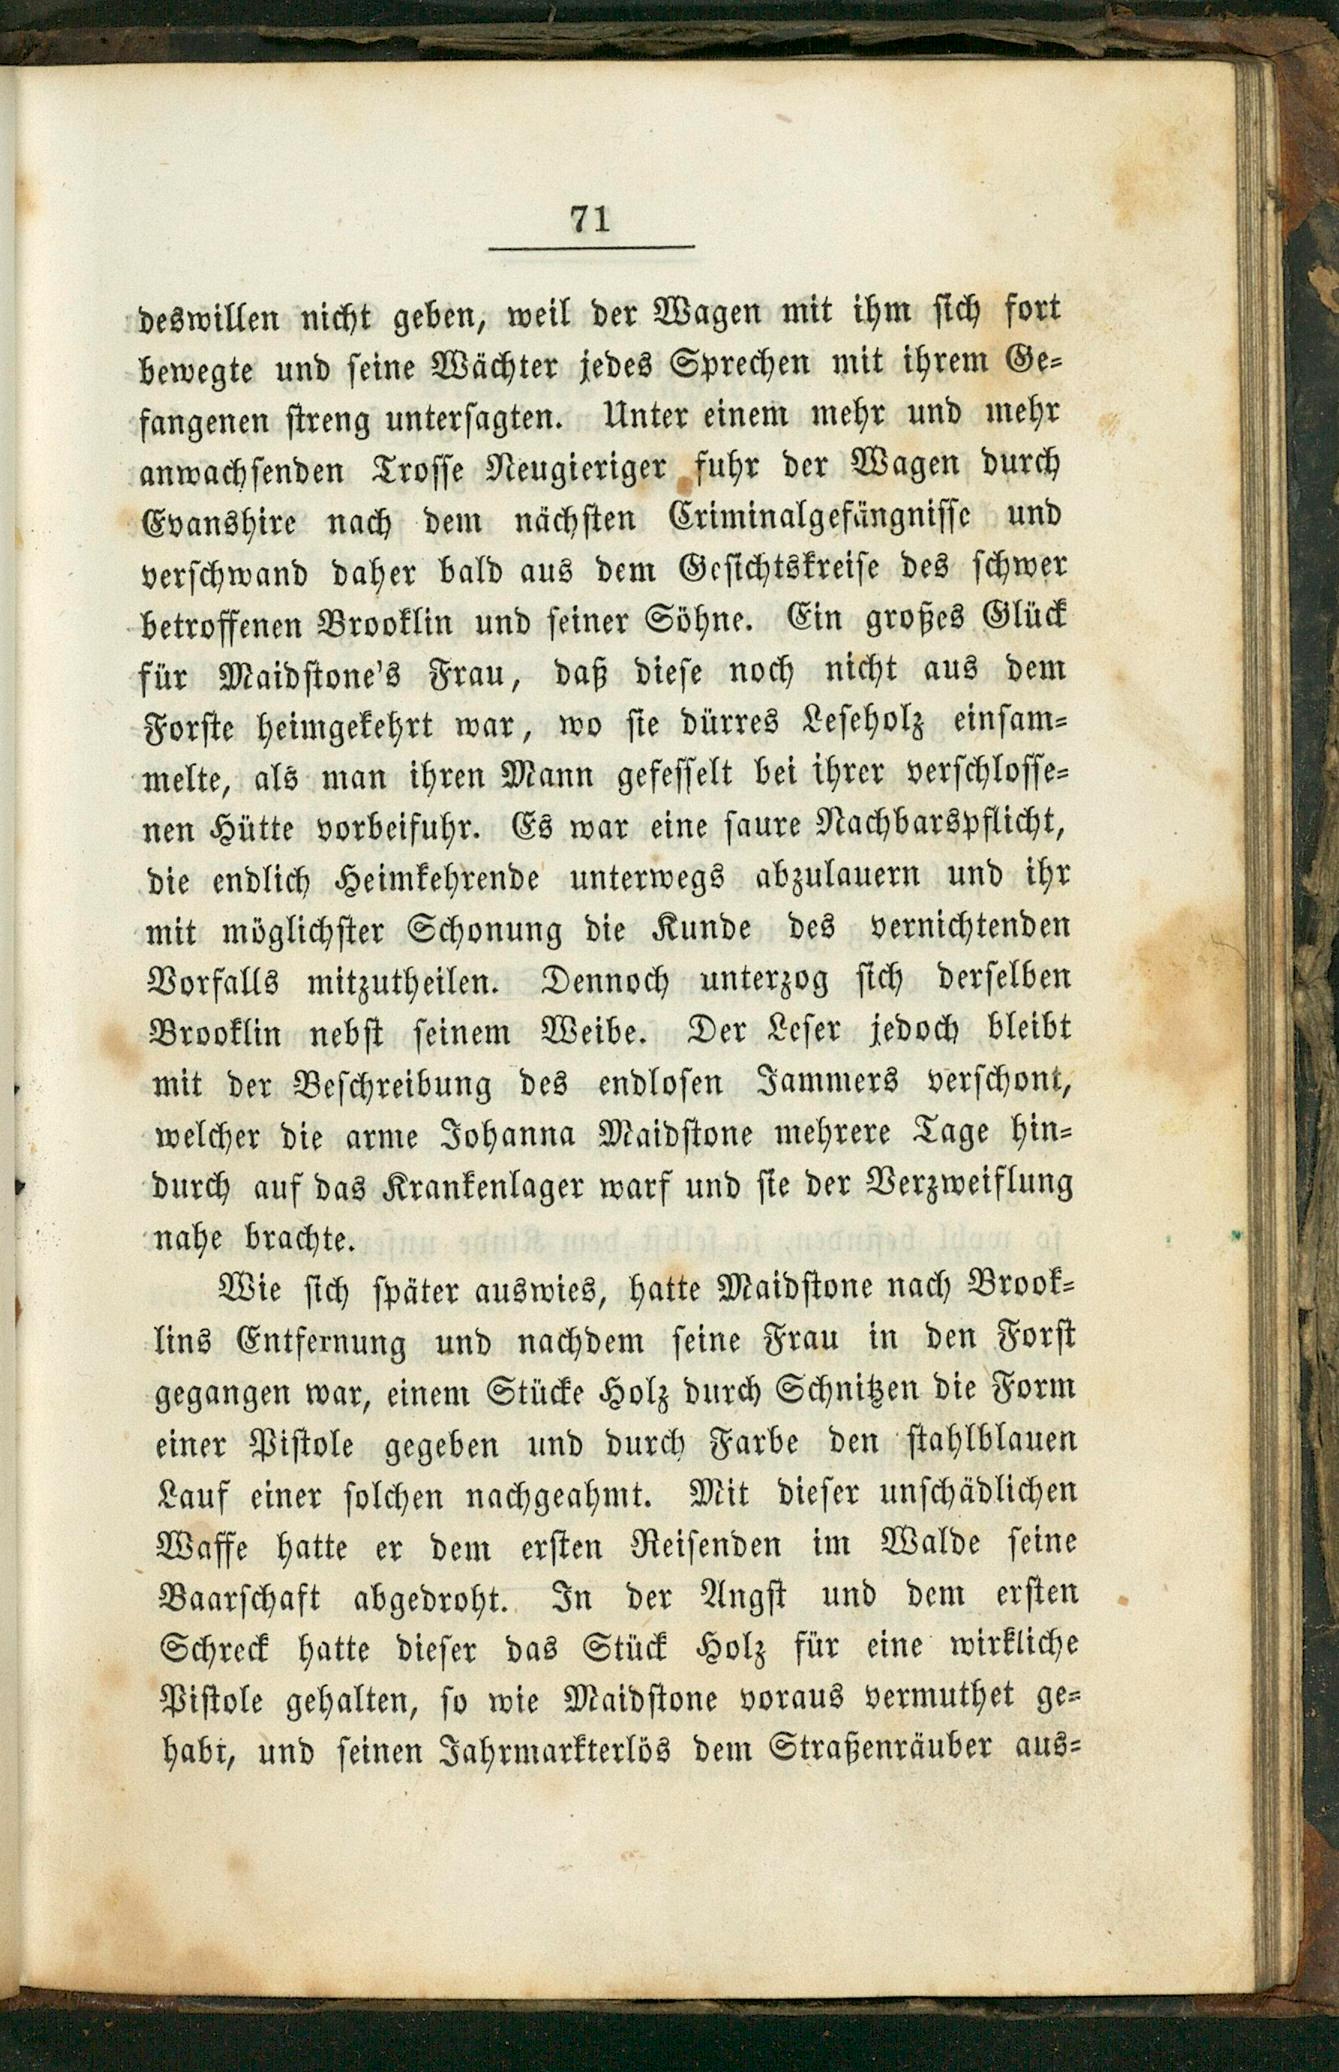 71
deswillen nicht geben, weil der Wagen mit ihm sich fort
bewegte und seine Wächter jedes Sprechen mit ihrem Ge-
fangenen streng untersagten. Unter einem mehr und mehr
anwachsenden Trosse Neugieriger fuhr der Wagen durch
Evanshire nach dem nächsten Criminalgefängnisse und
verschwand daher bald aus dem Gesichtskreise des schwer
betroffenen Brooklin und seiner Söhne. Ein großes Glück
für Maidstone's Frau, daß diese noch nicht aus dem
Forste heimgekehrt war, wo sie dürres Leseholz einsam-
melte, als man ihren Mann gefesselt bei ihrer verschlosse-
nen Hütte vorbeifuhr. Es war eine saure Nachbarspflicht,
die endlich Heimkehrende unterwegs abzulauern und ihr
mit möglichster Schonung die Kunde des vernichtenden
Vorfalls mitzutheilen. Dennoch unterzog sich derselben
Brooklin nebst seinem Weibe. Der Leser jedoch bleibt
mit der Beschreibung des endlosen Jammers verschont,
welcher die arme Johanna Maidstone mehrere Tage hin-
durch auf das Krankenlager warf und sie der Verzweiflung
nahe brachte.
Wie sich später auswies, hatte Maidstone nach Brook-
lins Entfernung und nachdem seine Frau in den Forst
gegangen war, einem Stücke Holz durch Schnitzen die Form
einer Pistole gegeben und durch Farbe den stahlblauen
Lauf einer solchen nachgeahmt. Mit dieser unschädlichen
Waffe hatte er dem ersten Reisenden im Walde seine
Baarschaft abgedroht. In der Angst und dem ersten
Schreck hatte dieser das Stück Holz für eine wirkliche
Pistole gehalten, so wie Maidstone voraus vermuthet ge-
habt, und seinen Jahrmarkterlös dem Straßenräuber aus-